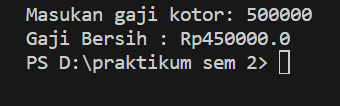 Masukan gaji kotor: 500000
Gaji Bersih : Rp450000.0
PS D:\praktikum sem 2>